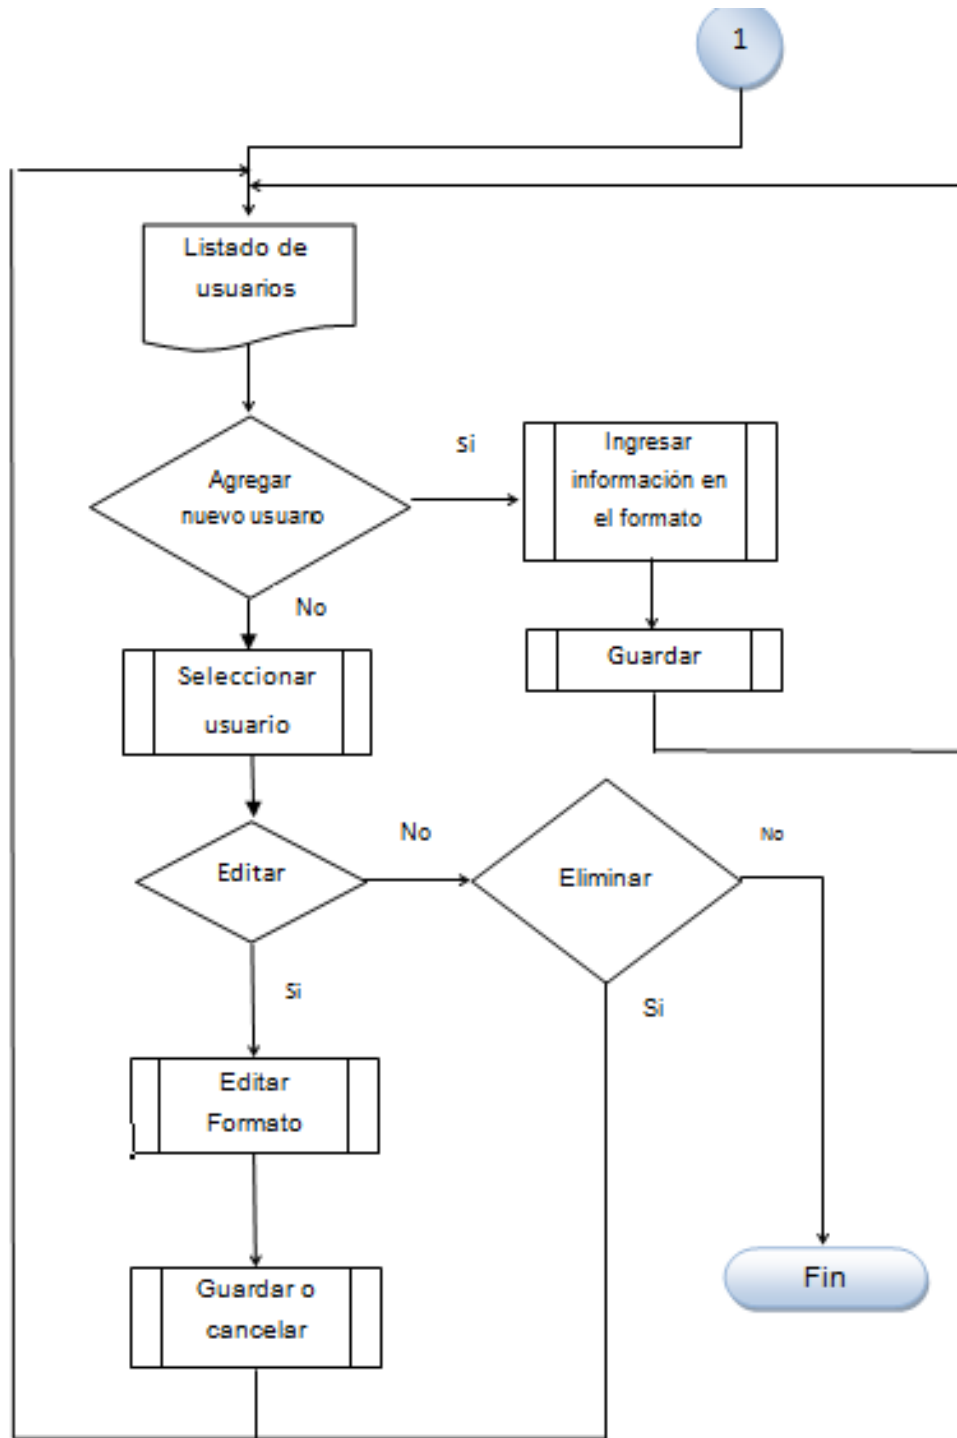 1
Listado de
usuarios
Agregar
nuevo usuaro
Si
Ingresar
información en
el formato
No
Guardar
Seleccionar
usuario
Editar
No
Eliminar
No
Si
Si
Editar
Formato
Guardar o
cancelar
Fin